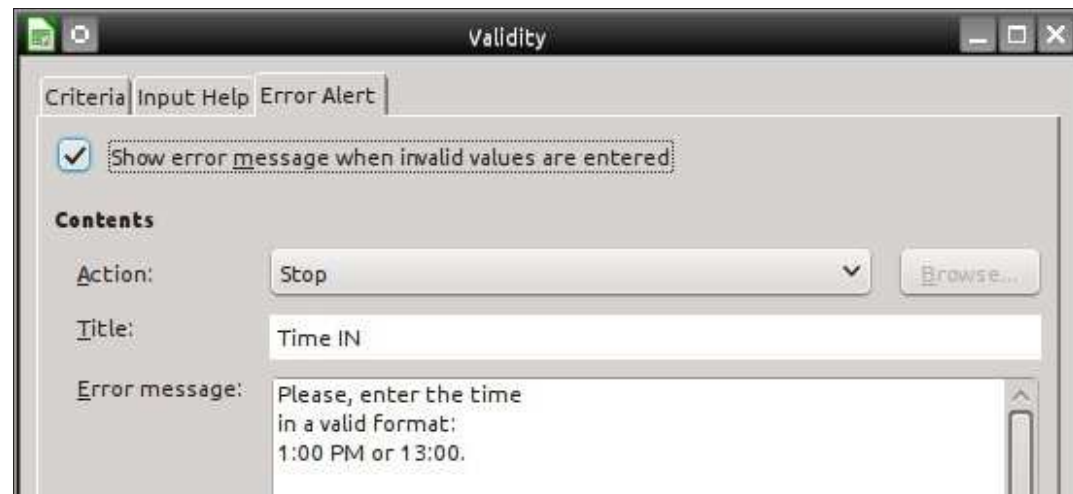 Validity
Criteria Input Help Error Alert
Show error message when invalid values are entered
Contents
Action: Stop Browse...
Title: Time IN
Error message: Please, enter the time
in a valid format:
1:00 PM or 13:00.